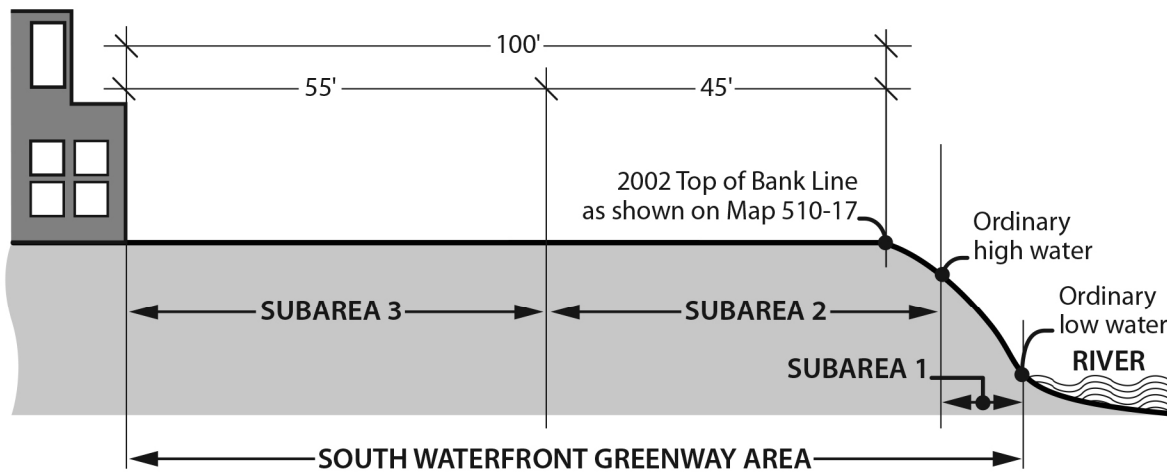 100'
55'
45'
2002 Top of Bank Line
as shown on Map 510-17
Ordinary
high water
Ordinary
low water
SUBAREA 3
SUBAREA 2
RIVER
SUBAREA 1
SOUTH WATERFRONT GREENWAY AREA